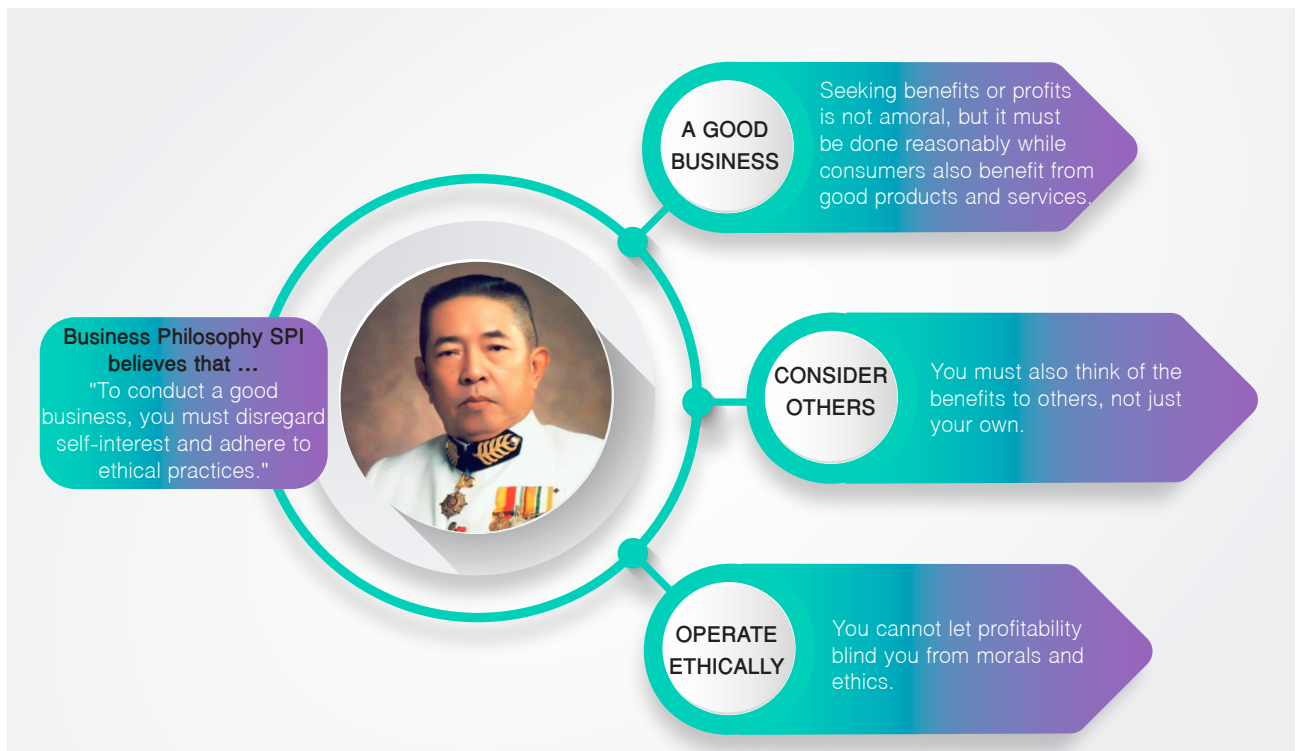 Business Philosophy SPI
believes that ...
"To conduct a good
business, you must disregard
self-interest and adhere to
ethical practices."
A GOOD
BUSINESS
Seeking benefits or profits
is not amoral, but it must
be done reasonably while
consumers also benefit from
good products and services.
CONSIDER
OTHERS
You must also think of the
benefits to others, not just
your own.
OPERATE
ETHICALLY
You cannot let profitability
blind you from morals and
ethics.